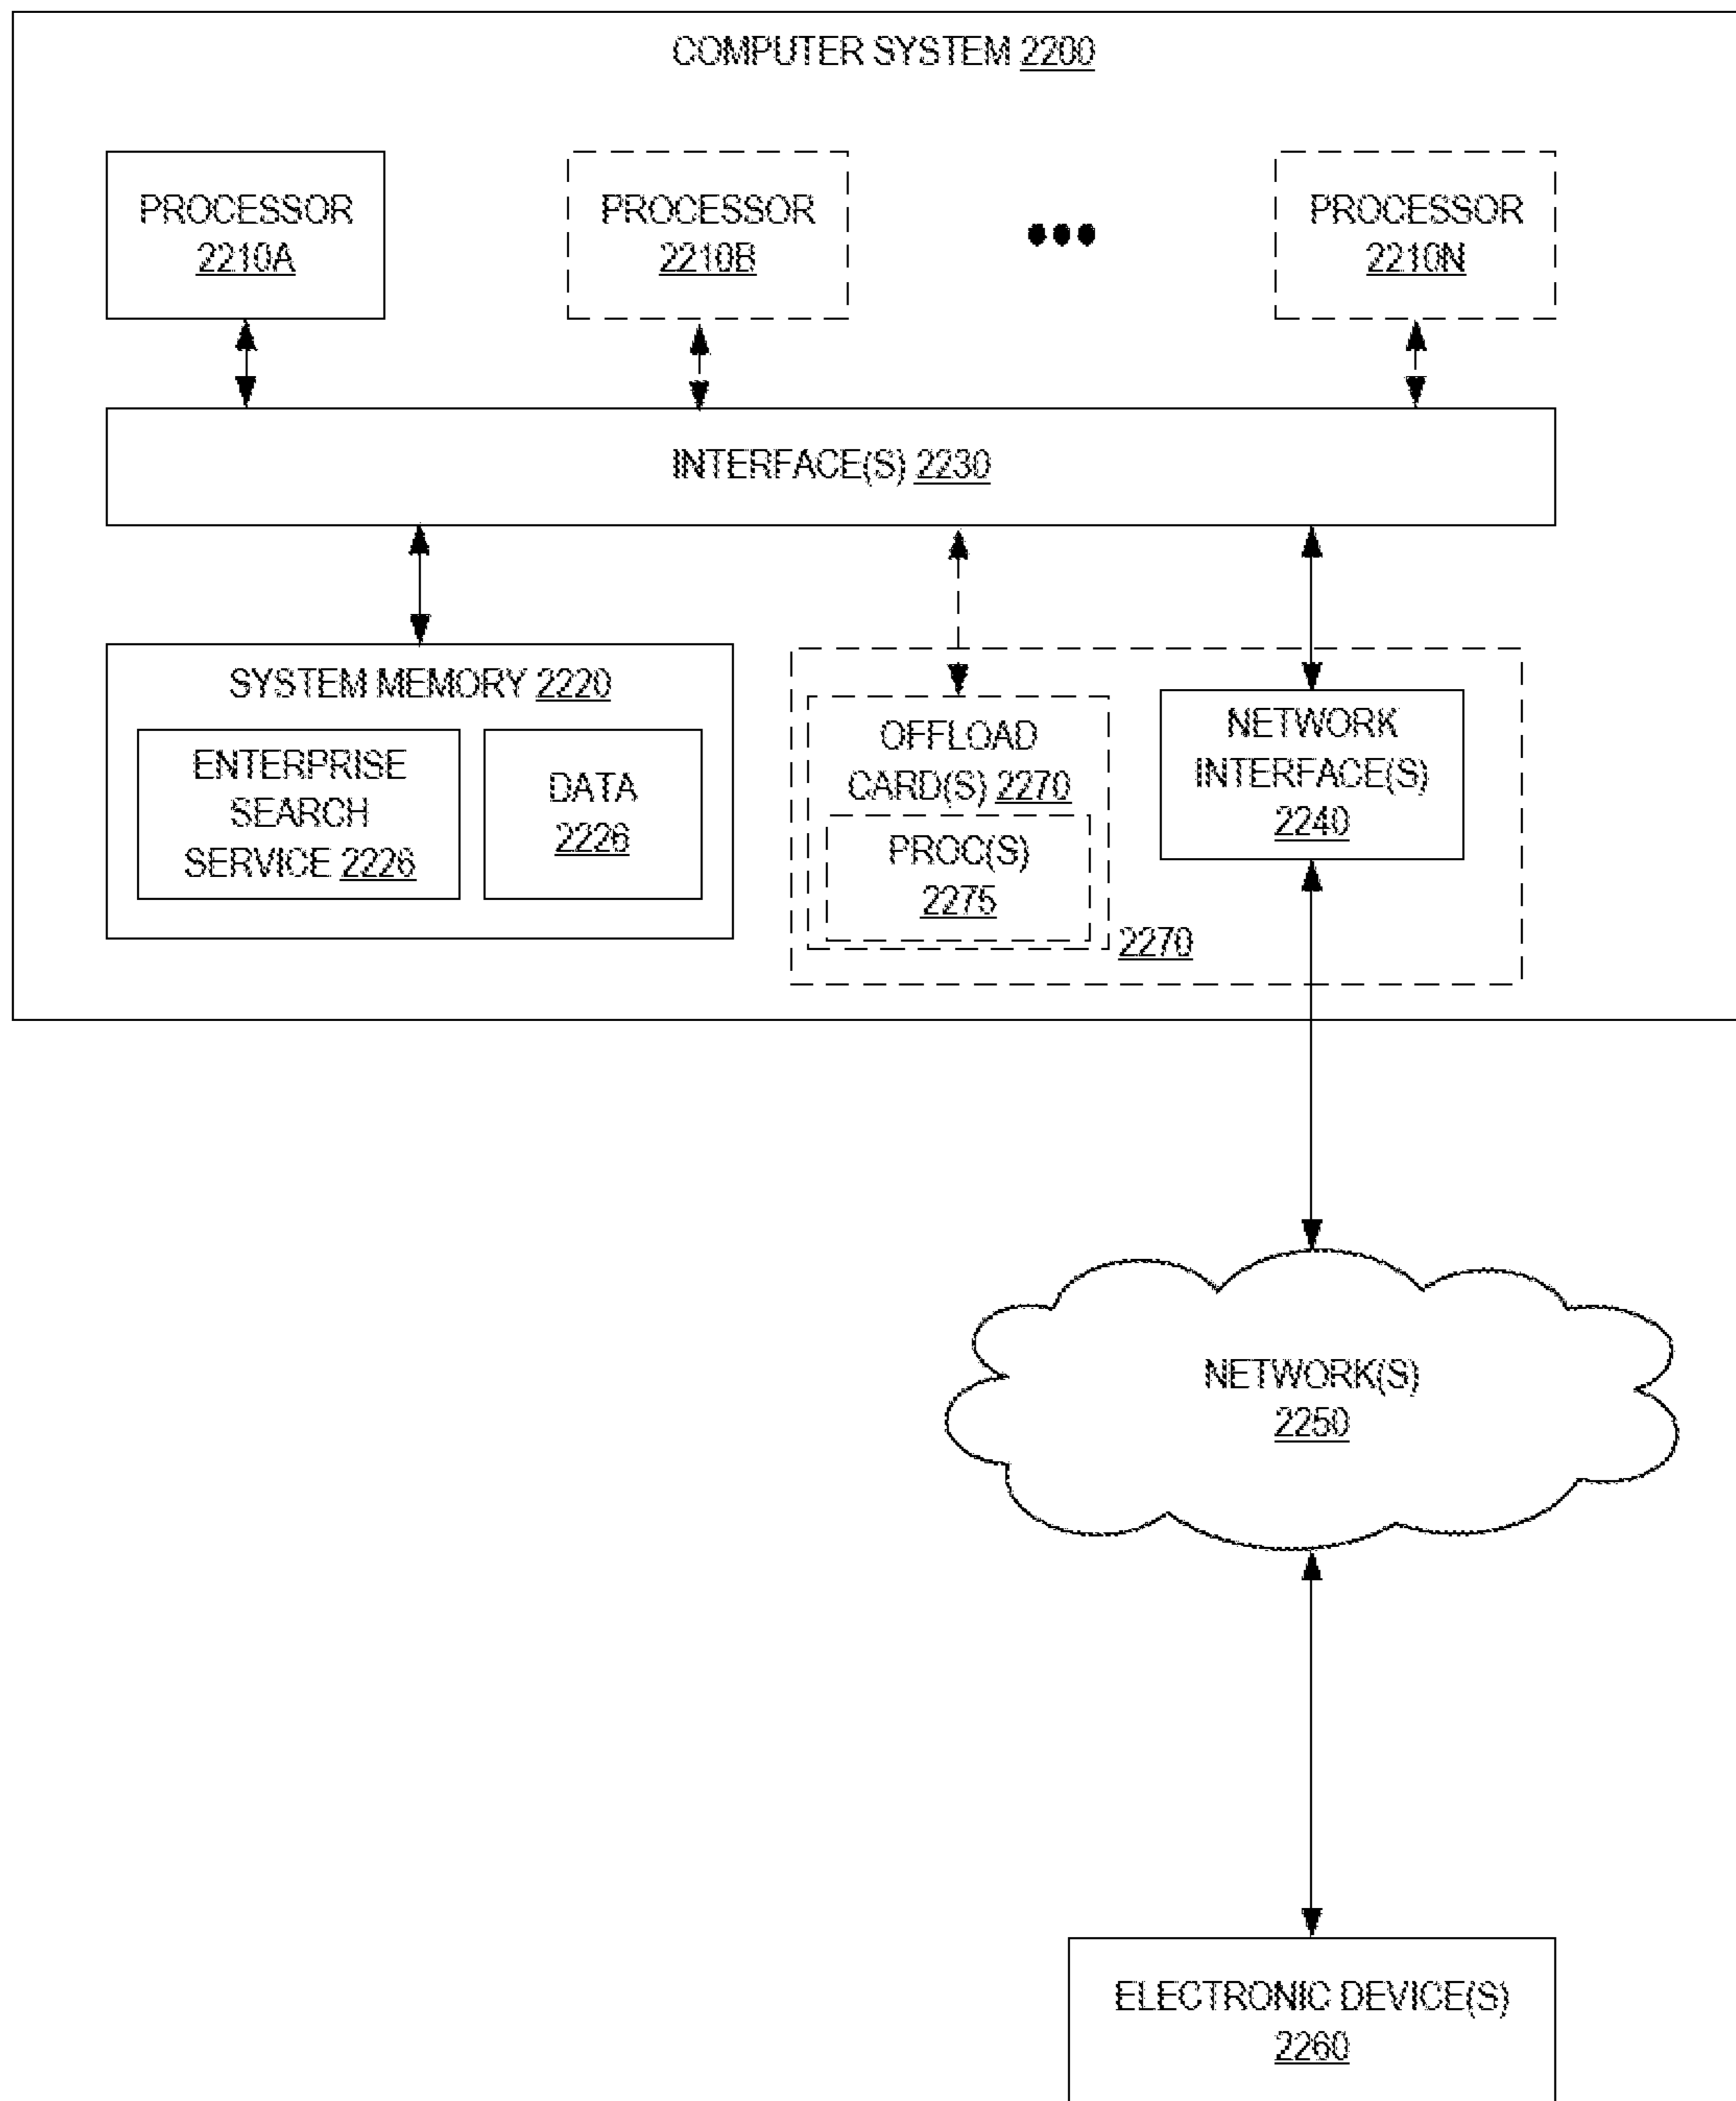 COMPUTER SYSTEM 2200
PROCESSOR
2210A
PROCESSOR
2210B
PROCESSOR
2210N
INTERFACE(S) 2230
SYSTEM MEMORY 2220
ENTERPRISE
SEARCH
SERVICE 2226
DATA
2226
OFFLOAD
CARD(S) 2270
PROC(S)
2275
2270
NETWORK
INTERFACE(S)
2240
NETWORK(S)
2250
ELECTRONIC DEVICE(S)
2260